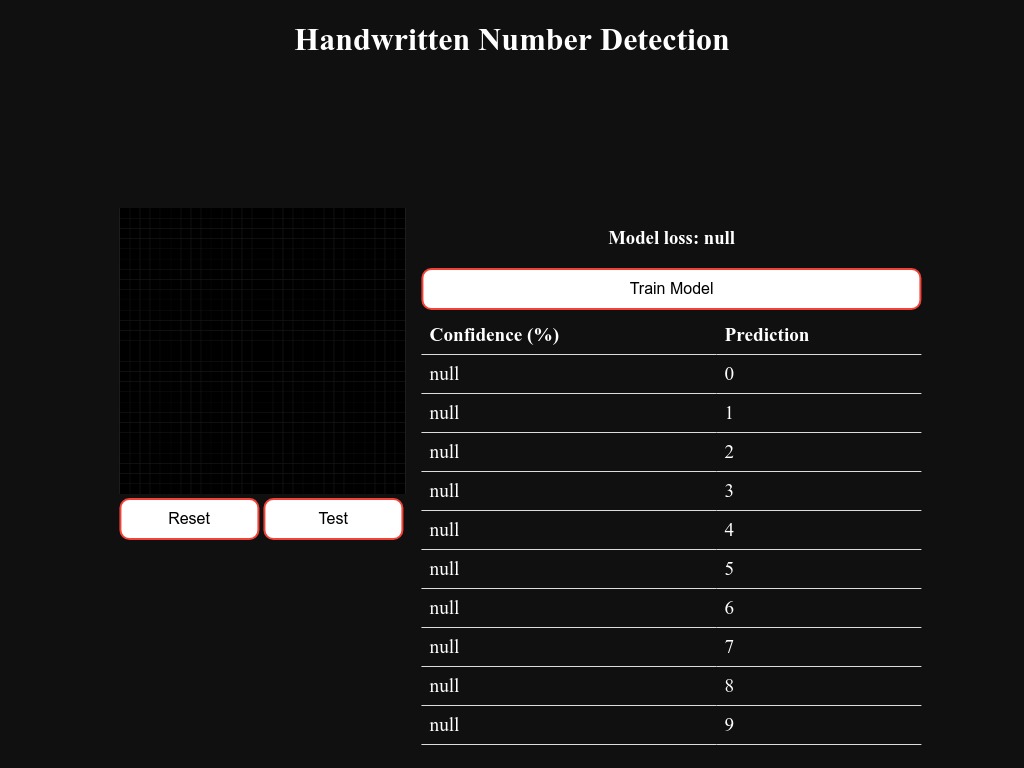 Handwritten Number Detection
Model loss: null
Train Model
Confidence (%) Prediction
null 0
null 1
null 2
null 3
null 4
null 5
null 6
null 7
null 8
null 9
Reset Test